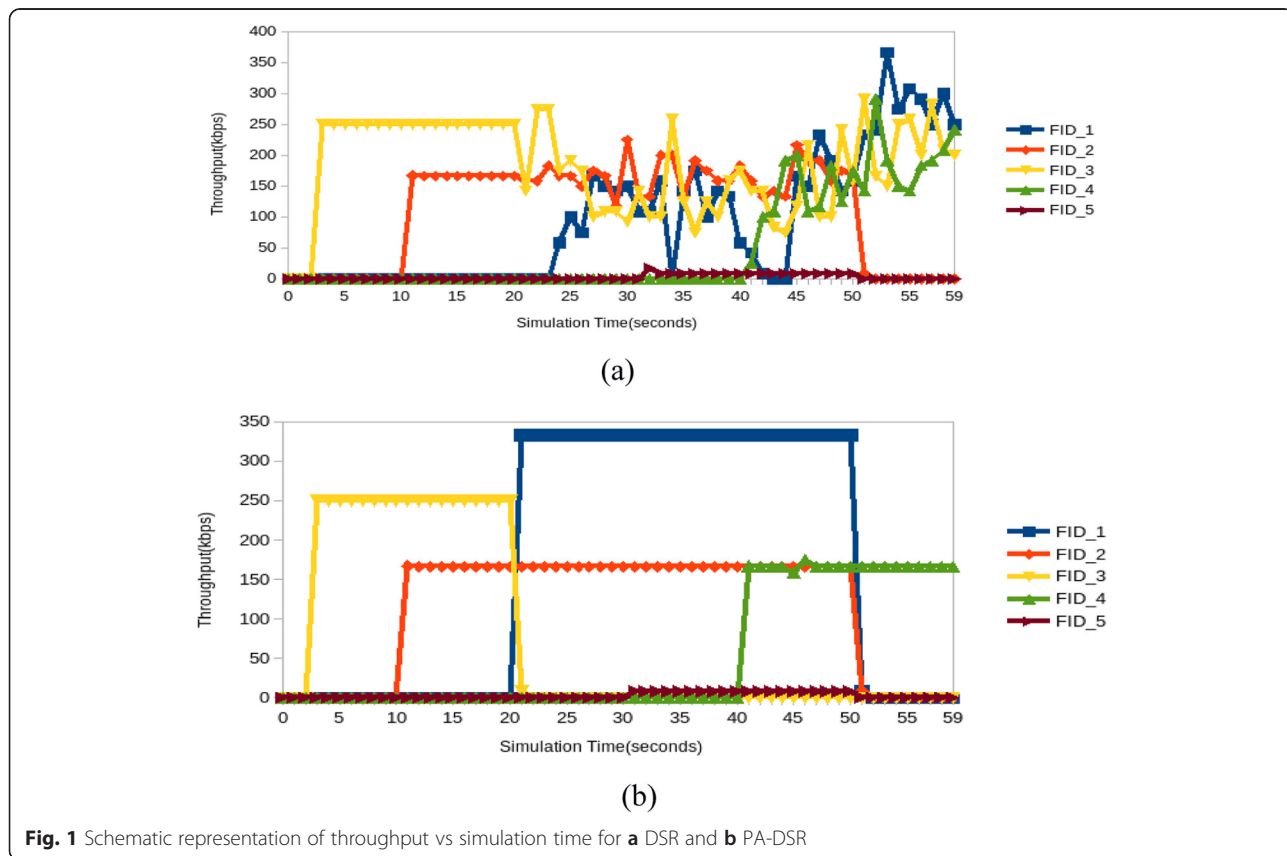 400
350
300
250
200
150
100
50
0
Throughput(kbps)
0 5 10 15 20 25 30 35 40 45 50 55 59
Simulation Time(seconds)
FID_1
FID_2
FID_3
FID_4
FID_5
(a)
350
300
250
200
150
100
50
0
Throughput(kbps)
0 5 10 15 20 25 30 35 40 45 50 55 59
Simulation Time(seconds)
FID_1
FID_2
FID_3
FID_4
FID_5
(b)
Fig. 1 Schematic representation of throughput vs simulation time for a DSR and b PA-DSR